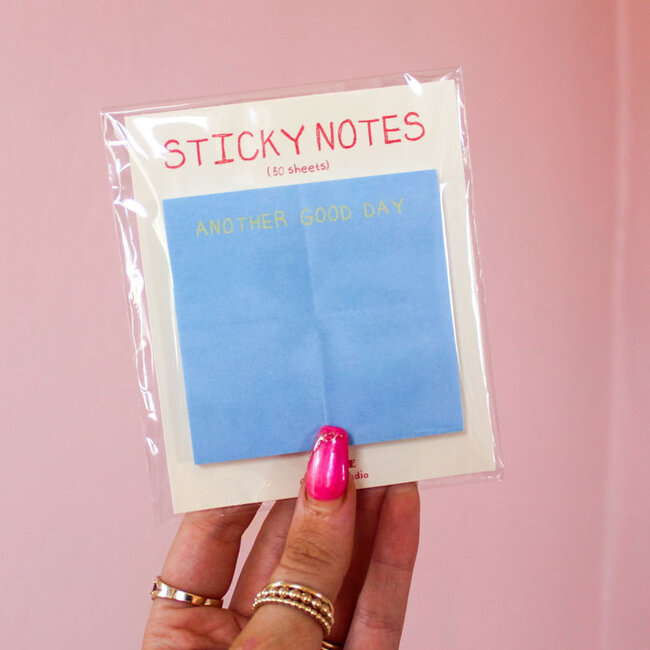 STICKY NOTES
(50 sheets)
ANOTHER GOOD DAY